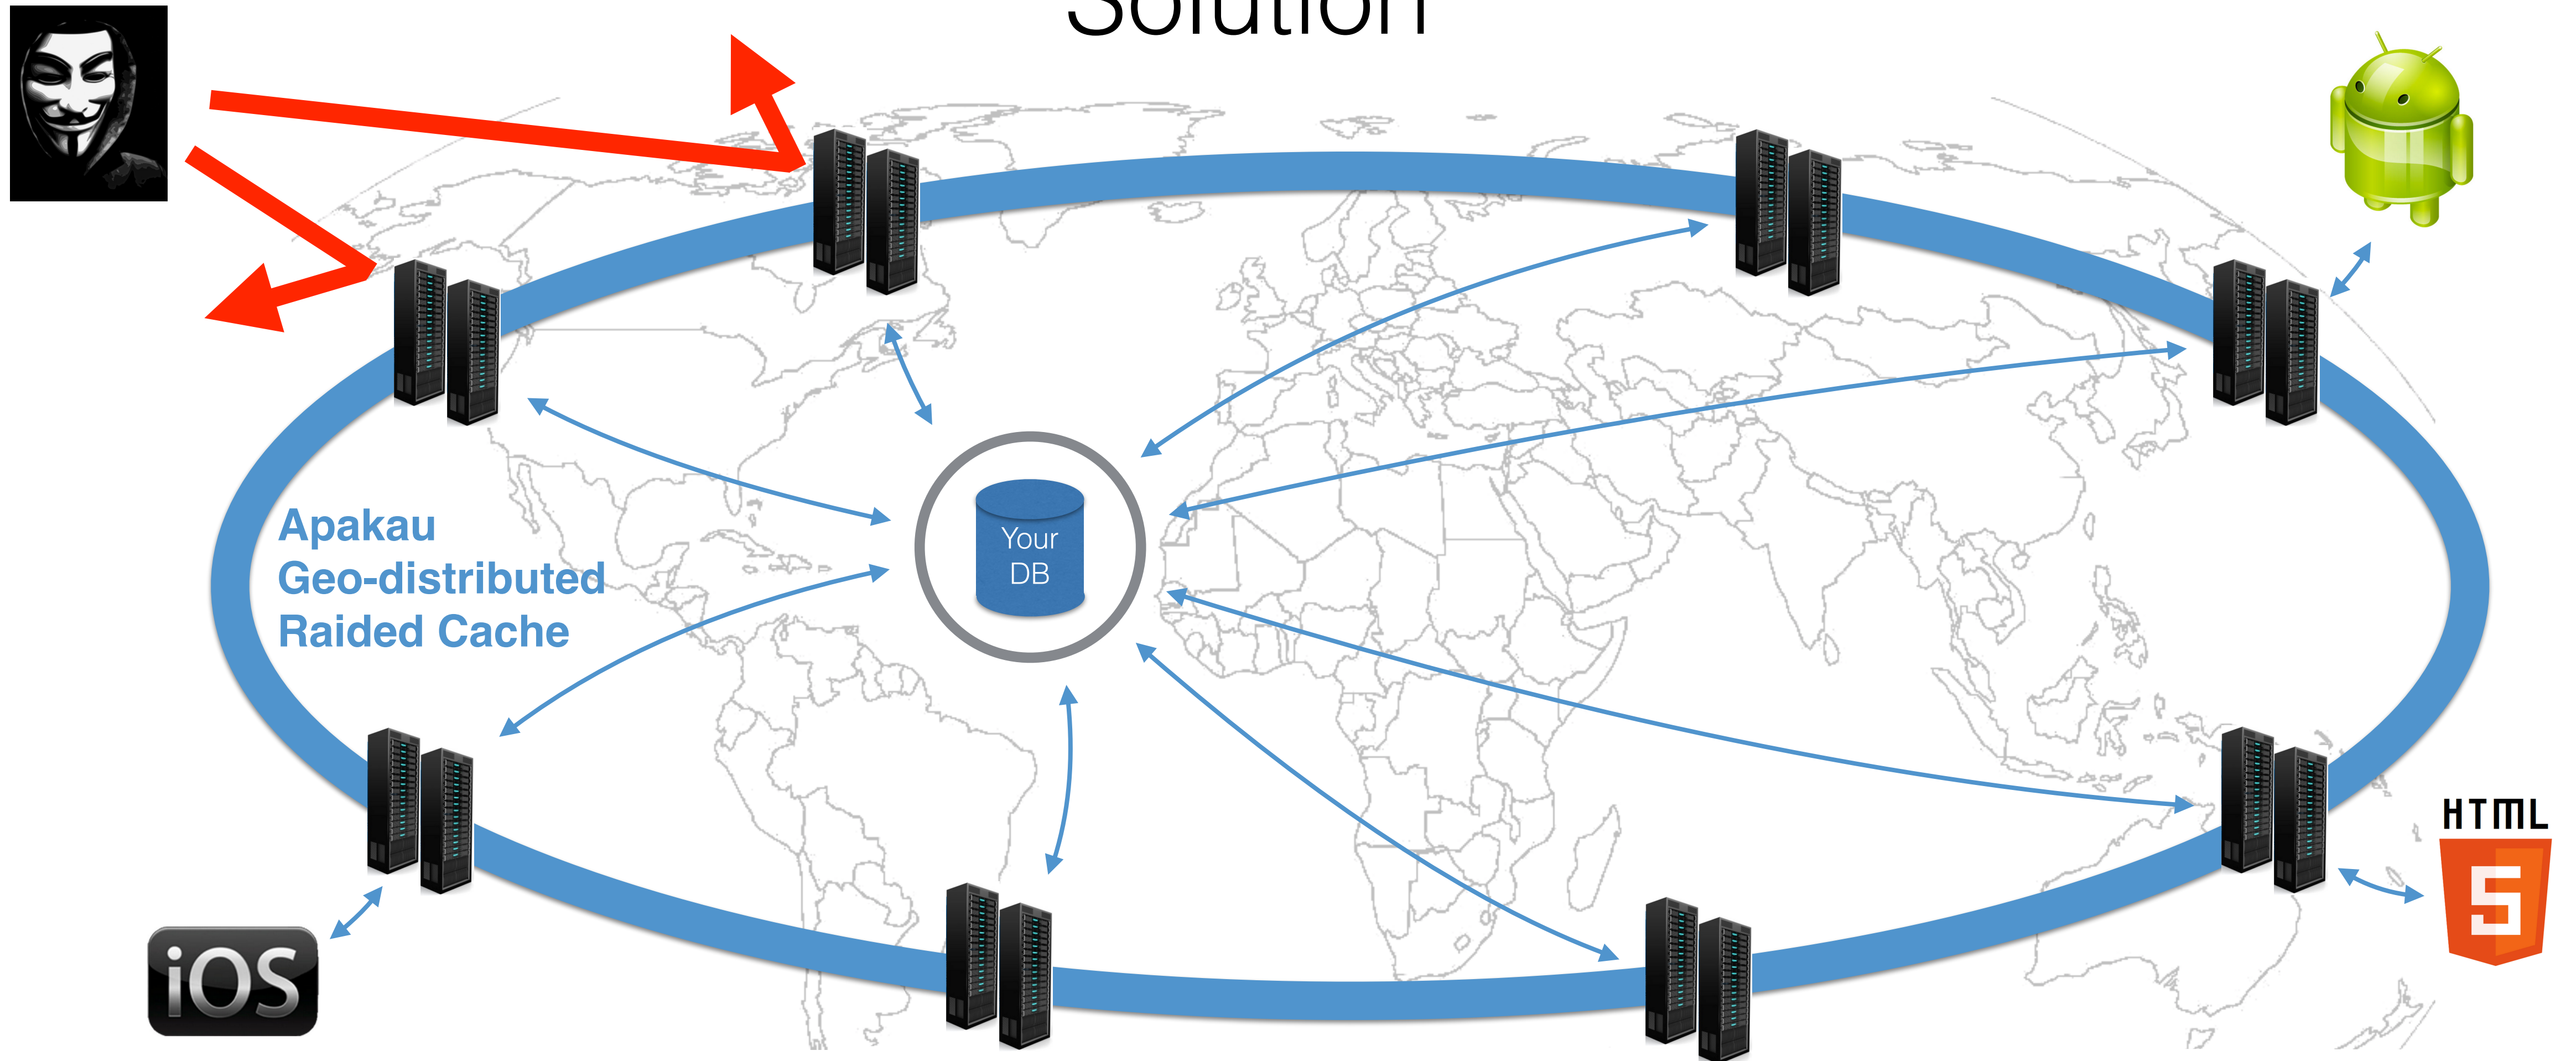 Solution
Your
DB
Apakau
Geo-distributed
Raided Cache
HTML
5
iOS